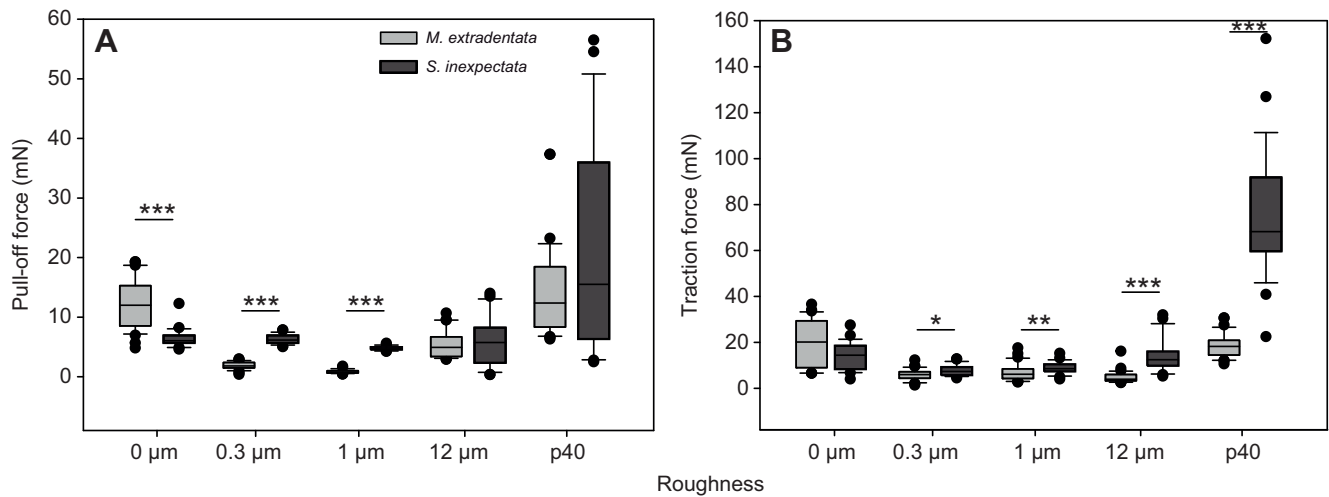 A
M. extradentata
S. inexpectata
Pull-off force (mN)
60
50
40
30
20
10
0
***
***
***
0 µm
0.3 µm
1 µm
12 µm
p40
B
Traction force (mN)
160
140
120
100
80
60
40
20
0
*
**
***
***
0 µm
0.3 µm
1 µm
12 µm
p40
Roughness